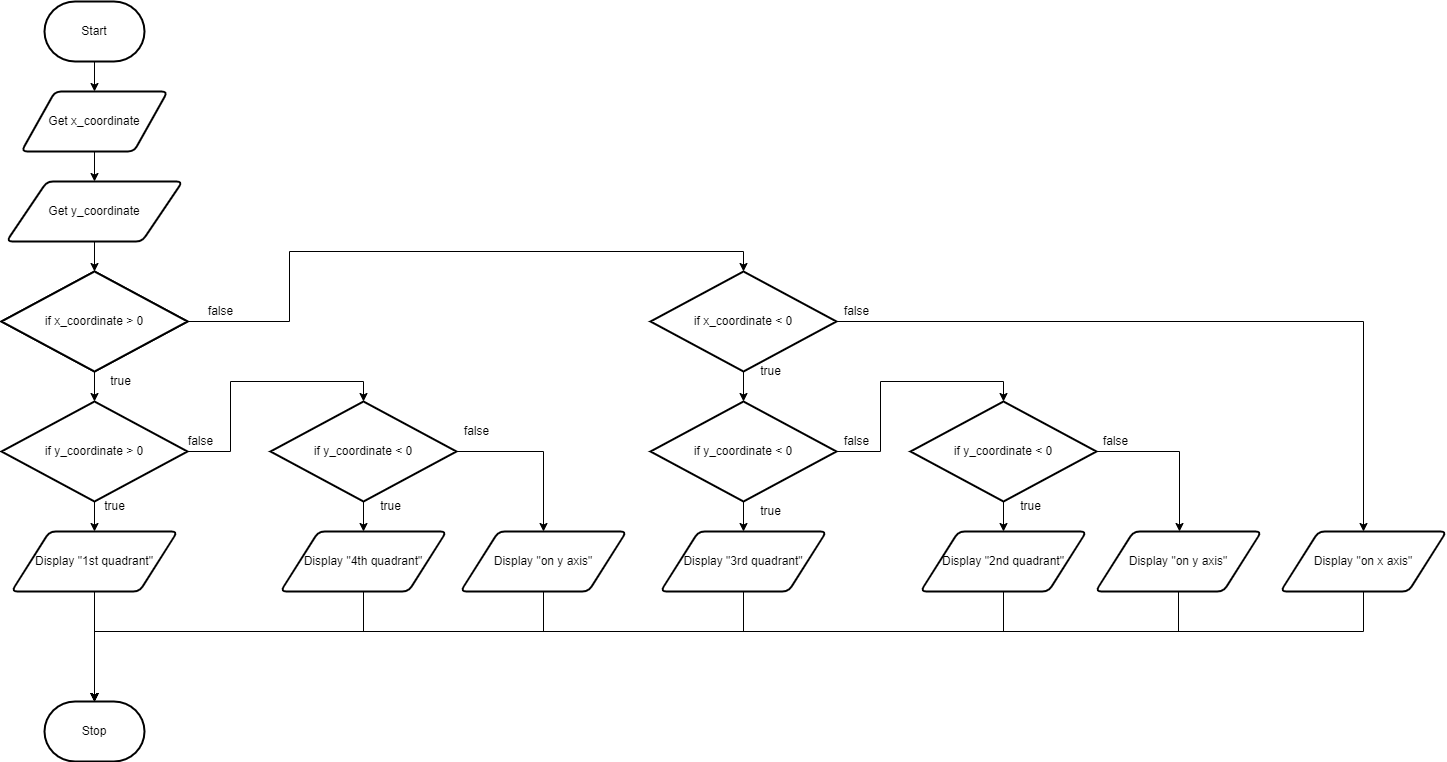 Start
Get x_coordinate
Get y_coordinate
if x_coordinate > 0
false
if x_coordinate < 0
false
true
true
if y_coordinate > 0
false
if y_coordinate < 0
false
if y_coordinate < 0
false
if y_coordinate < 0
false
true
true
true
true
Display "1st quadrant"
Display "4th quadrant"
Display "on y axis"
Display "3rd quadrant"
Display "2nd quadrant"
Display "on y axis"
Display "on x axis"
Stop